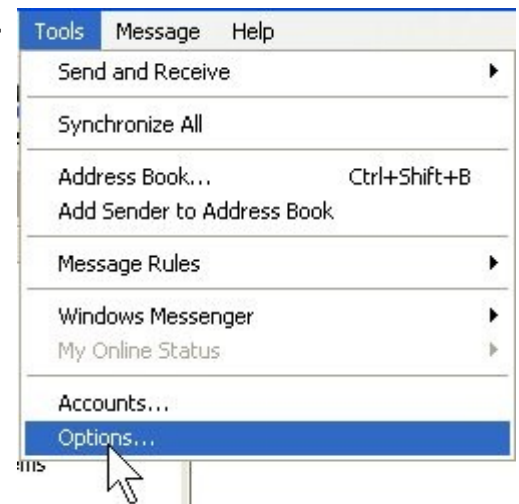 Tools Message Help
Send and Receive
Synchronize All
Address Book... Ctrl+Shift+B
Add Sender to Address Book
Message Rules
Windows Messenger
My Online Status
Accounts...
Options...
ems